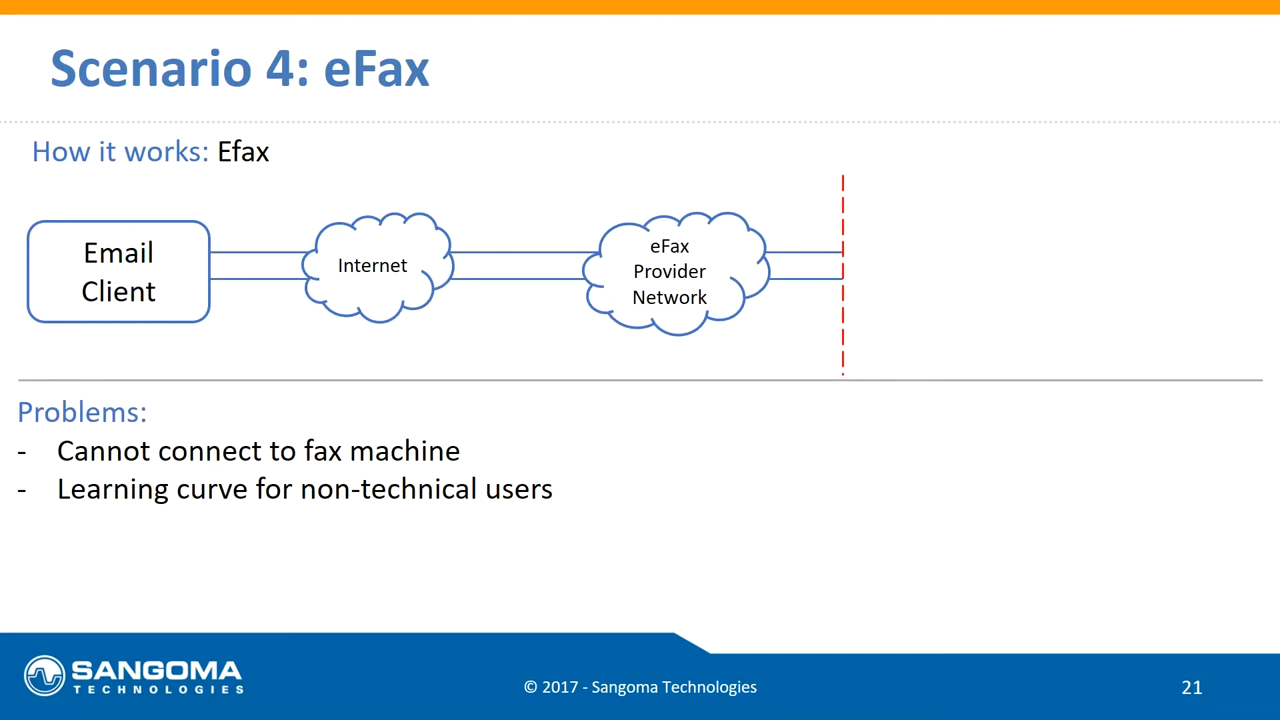 Scenario 4: eFax
How it works: Efax
Email
Client
Internet
eFax
Provider
Network
Problems:
- Cannot connect to fax machine
- Learning curve for non-technical users
SANGOMA
TECHNOLOGIES
© 2017 - Sangoma Technologies
21